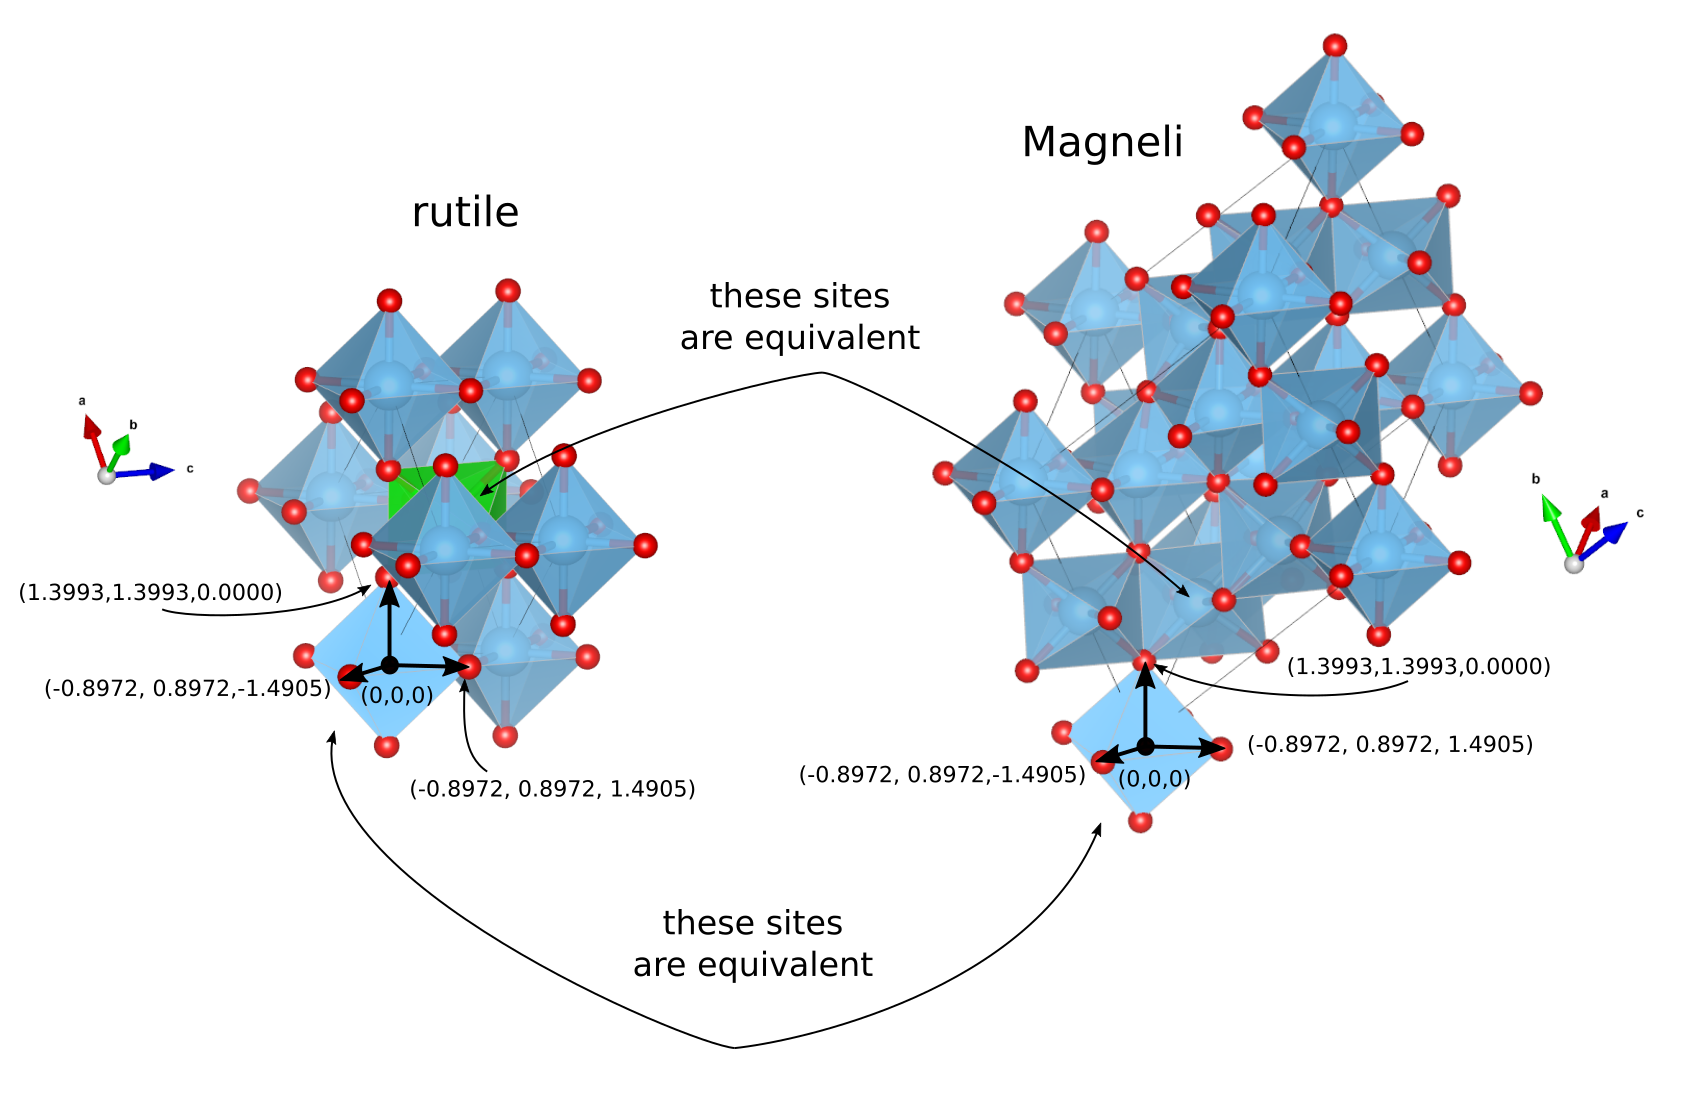 Magneli
rutile
these sites
are equivalent
a
b
c
b
a
c
(1.3993,1.3993,0.0000)
(-0.8972, 0.8972,-1.4905)
(0,0,0)
(-0.8972, 0.8972, 1.4905)
(1.3993,1.3993,0.0000)
(-0.8972, 0.8972, 1.4905)
(-0.8972, 0.8972,-1.4905)
(0,0,0)
these sites
are equivalent